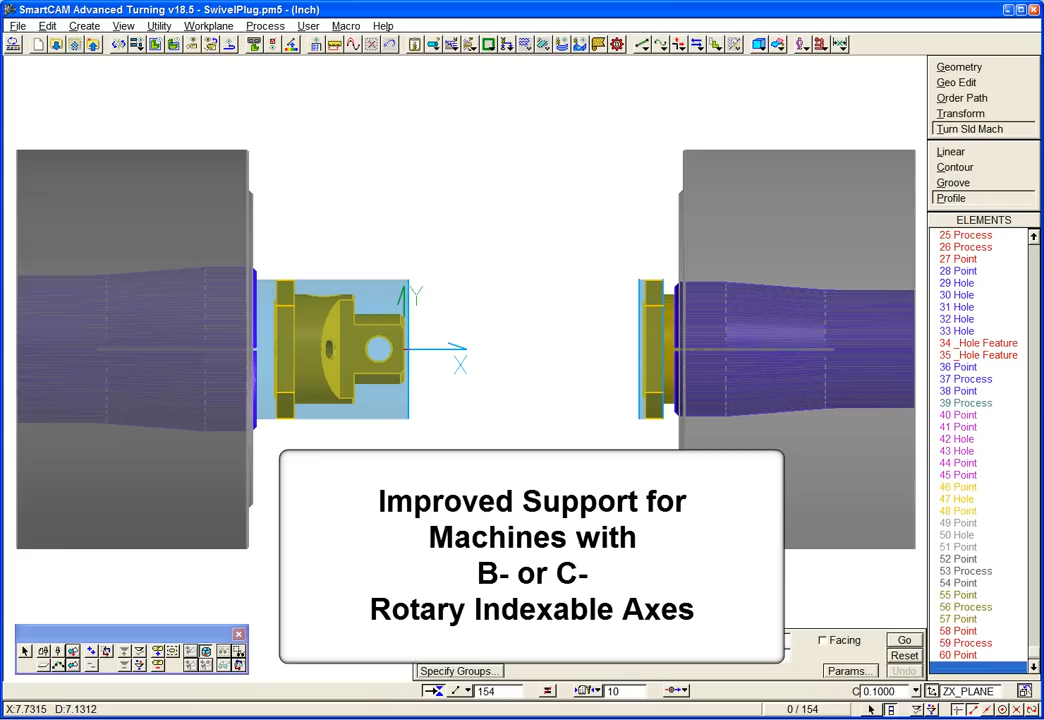 SmartCAM Advanced Turning v18.5 - SwivelPlug.pm5 - (Inch)
File Edit Create View Utility Workplane Process User Macro Help
Geometry
Geo Edit
Order Path
Transform
Turn Sld Mach
Linear
Contour
Groove
Profile
ELEMENTS
25 Process
26 Process
27 Point
28 Point
29 Hole
30 Hole
31 Hole
32 Hole
33 Hole
34 _Hole Feature
35 _Hole Feature
36 Point
37 Process
38 Point
39 Process
40 Point
41 Point
42 Hole
43 Hole
44 Point
45 Point
46 Point
47 Hole
48 Point
49 Point
50 Hole
51 Point
52 Point
53 Process
54 Point
55 Point
56 Process
57 Point
58 Point
59 Process
60 Point
Y
X
Improved Support for
Machines with
B- or C-
Rotary Indexable Axes
Facing
Go
Reset
Specify Groups...
Params...
Undo
154
10
C 0.1000
ZX_PLANE
X:7.7315 D:7.1312
0 / 154